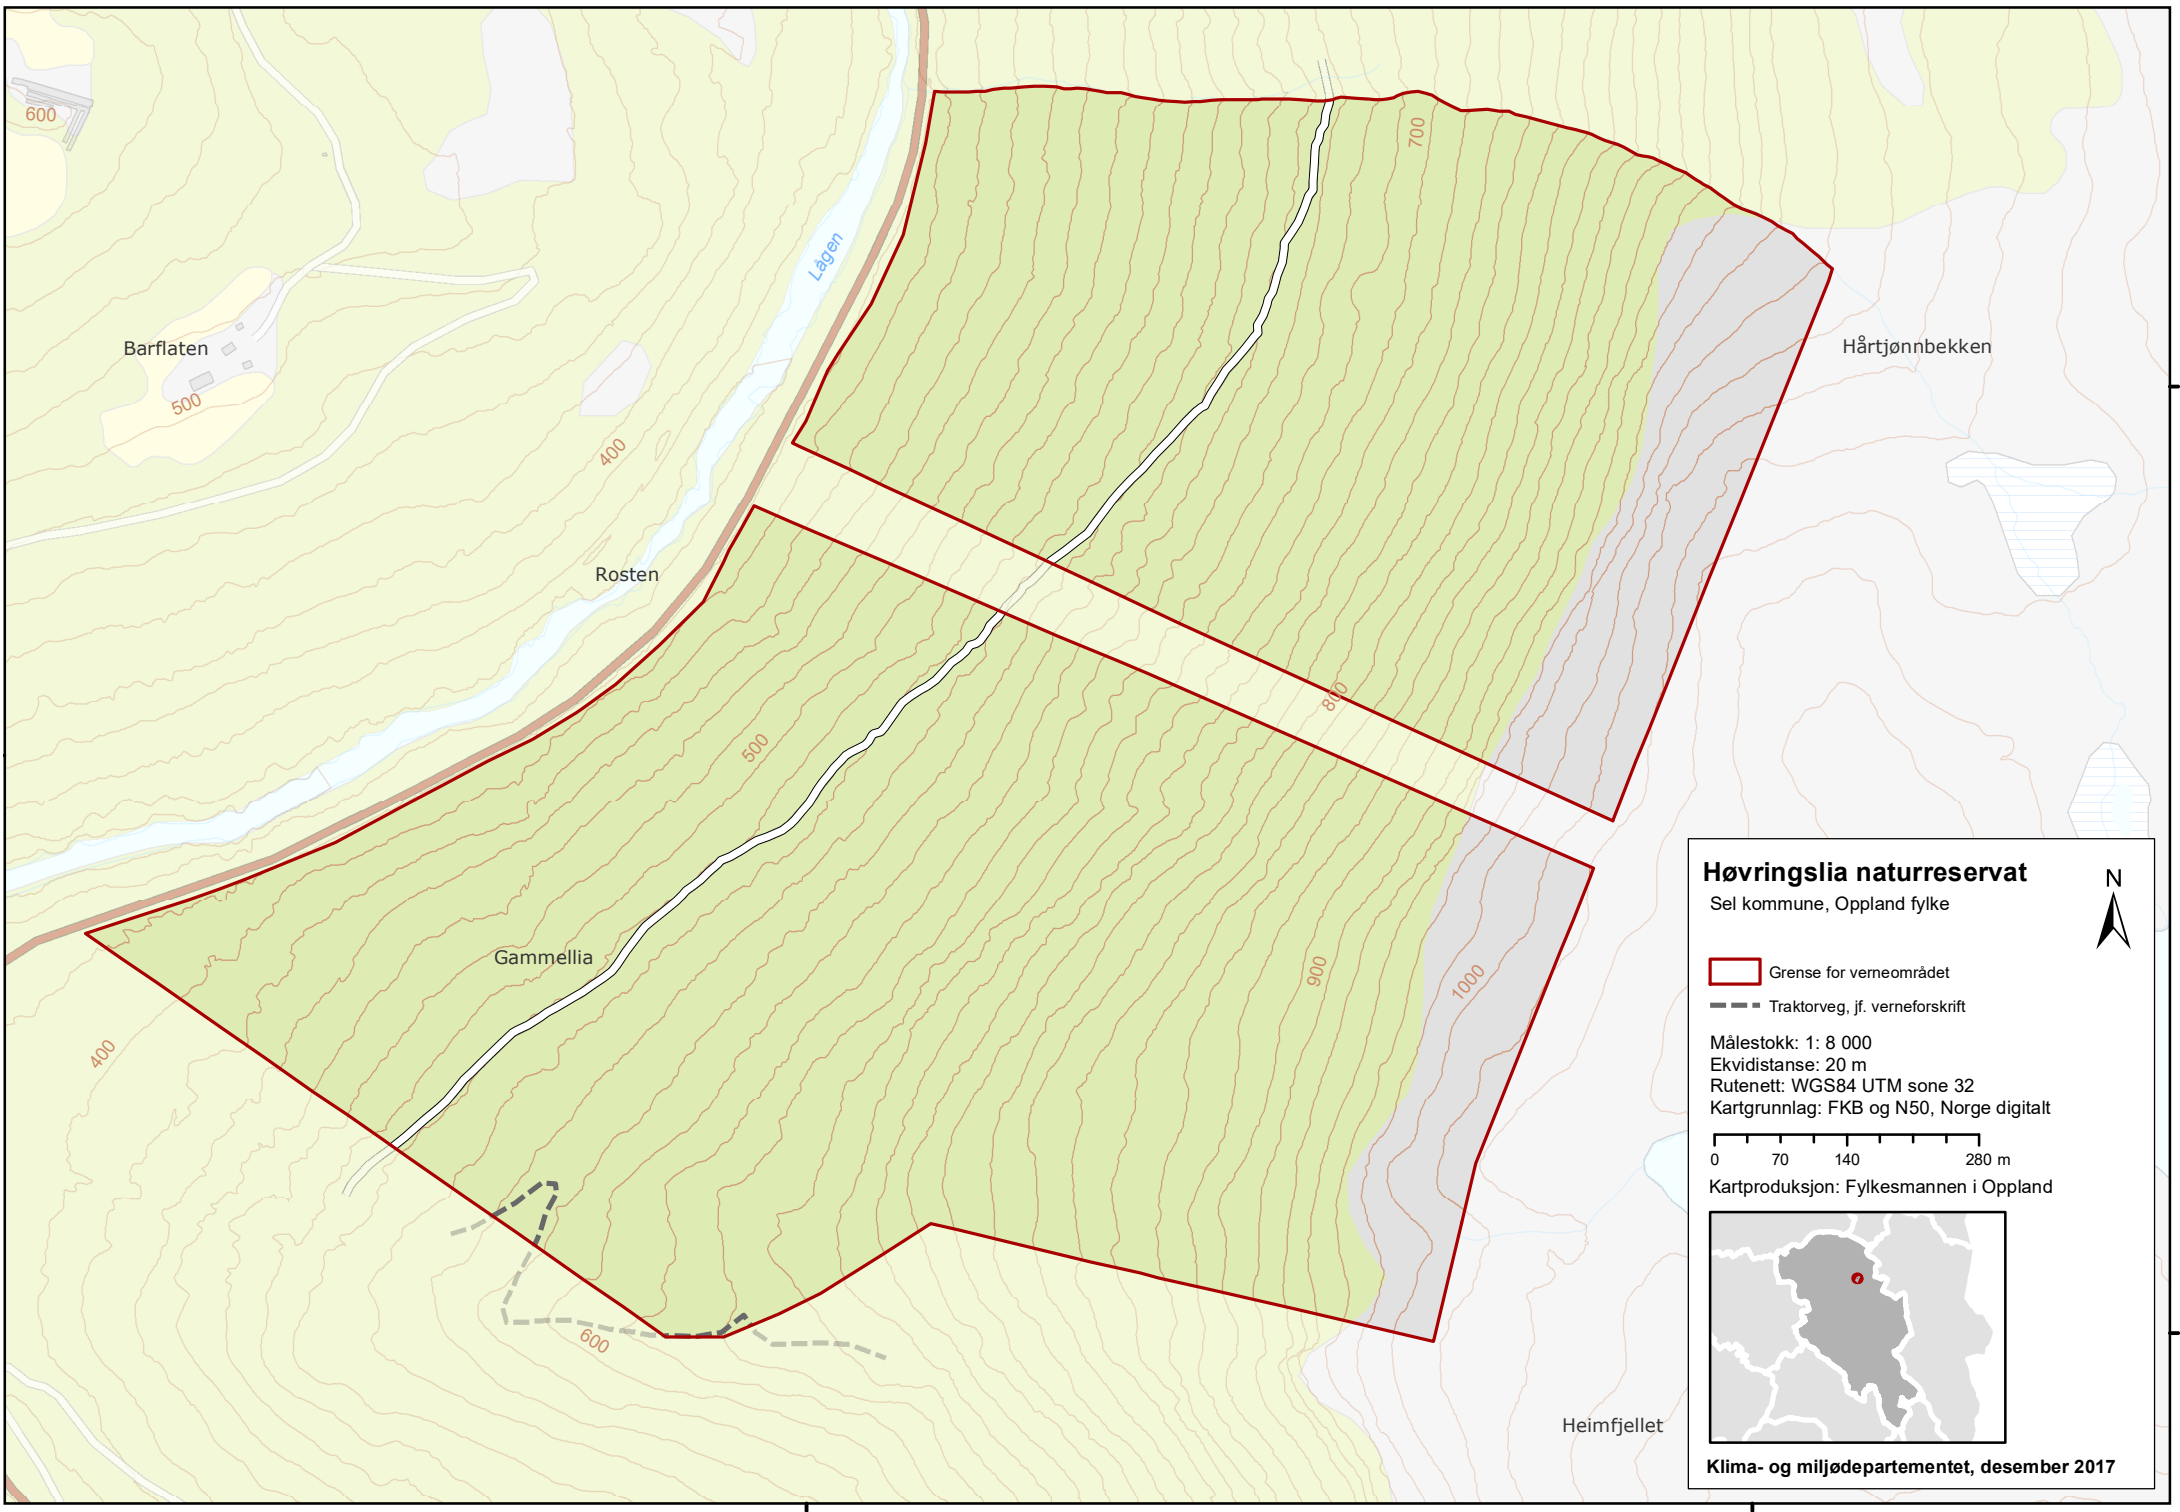 600
700
Lågen
Barflaten
Hårtjønnbekken
500
400
Rosten
800
500
Gammellia
900
1000
400
600
Heimfjellet
Høvringslia naturreservat
Sel kommune, Oppland fylke
N
Grense for verneområdet
Traktorveg, jf. verneforskrift
Målestokk: 1: 8 000
Ekvidistanse: 20 m
Rutenett: WGS84 UTM sone 32
Kartgrunnlag: FKB og N50, Norge digitalt
0 70 140 280 m
Kartproduksjon: Fylkesmannen i Oppland
Klima- og miljødepartementet, desember 2017